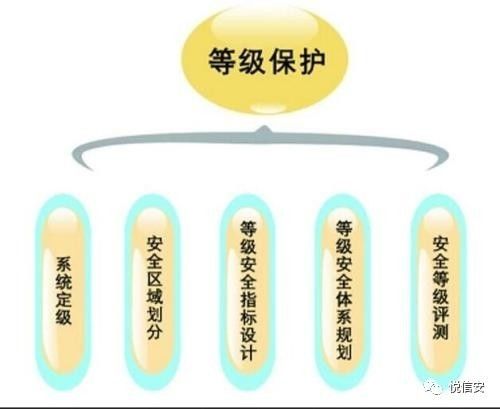 等级保护
系统定级
安全区域划分
等级安全指标设计
等级安全体系规划
安全等级评测
悦信安